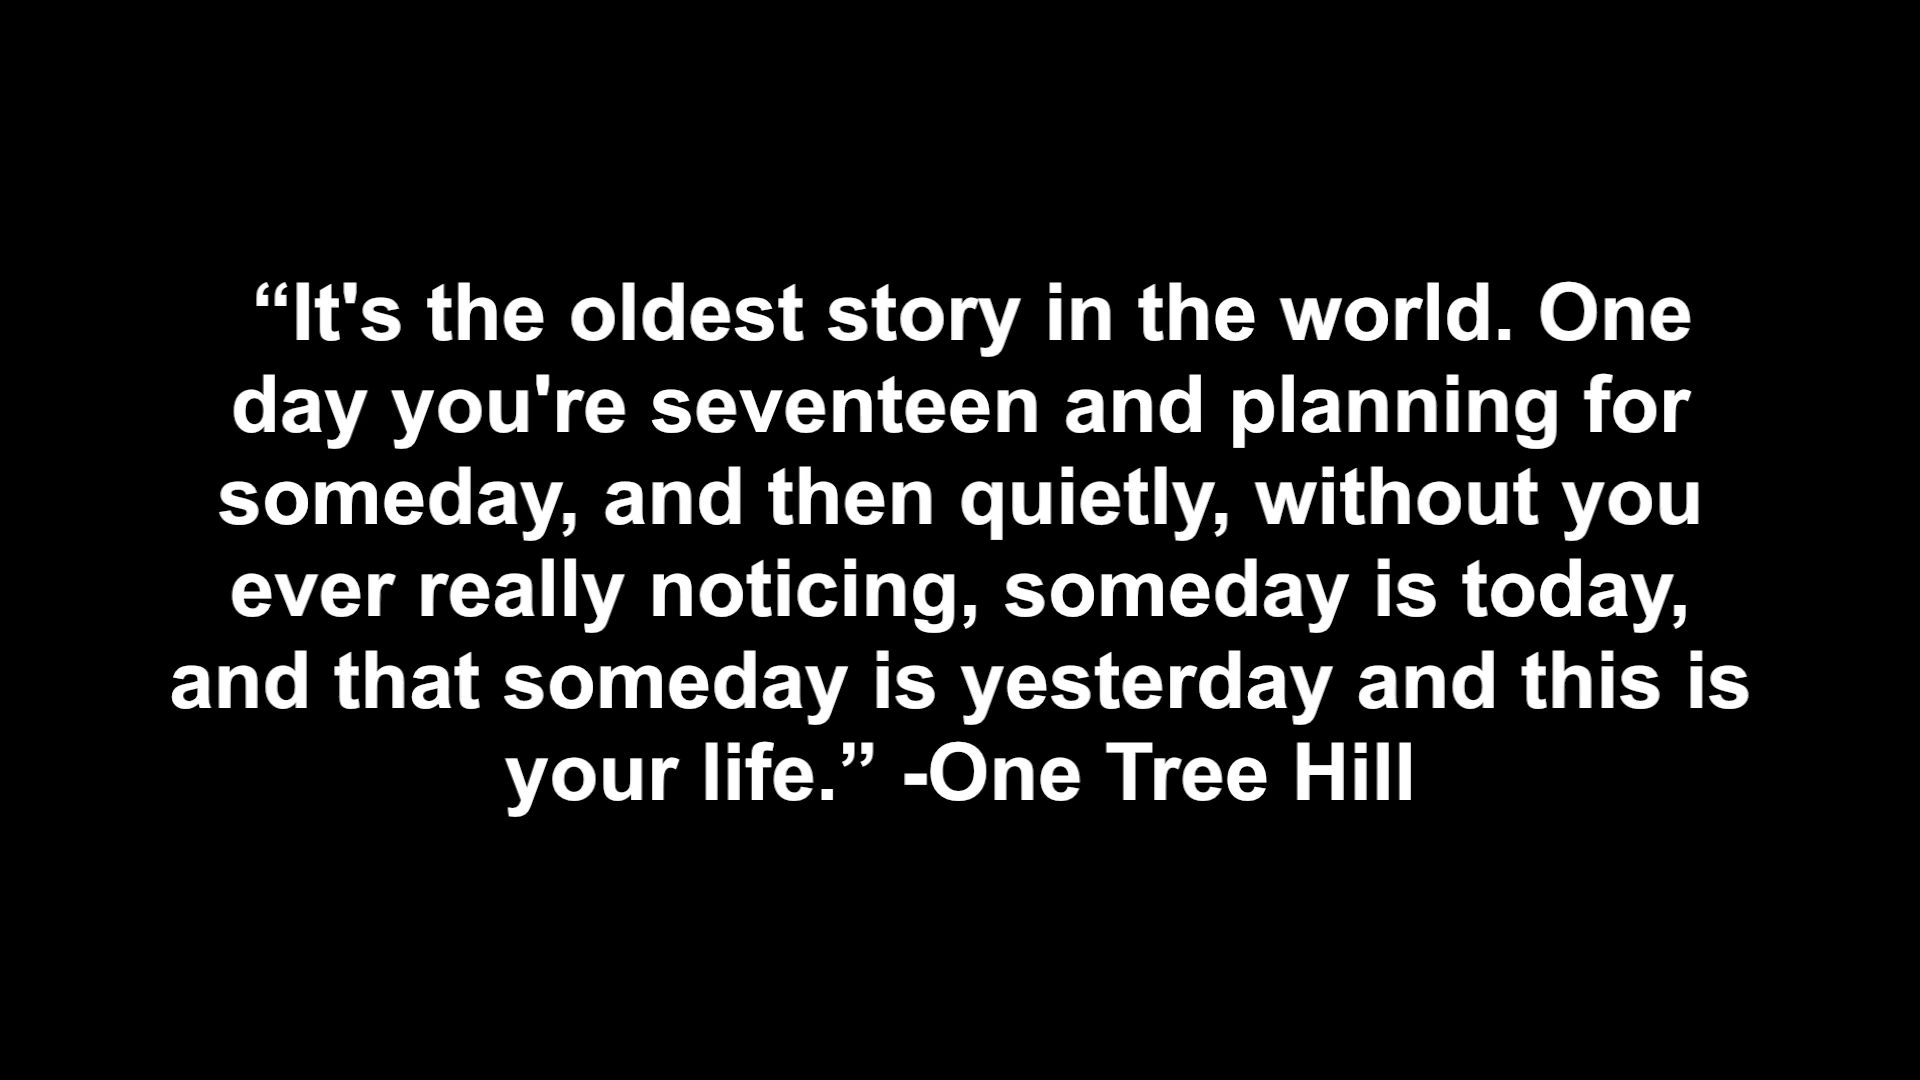 “It's the oldest story in the world. One
day you're seventeen and planning for
someday, and then quietly, without you
ever really noticing, someday is today,
and that someday is yesterday and this is
your life.” -One Tree Hill